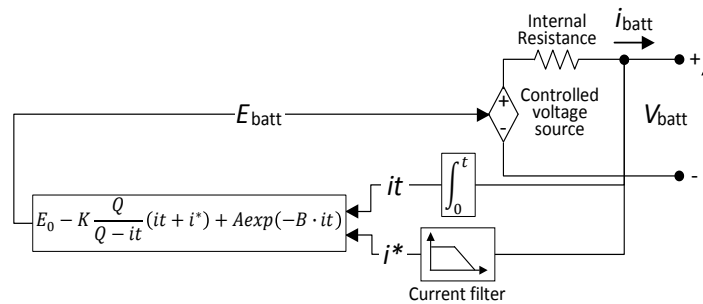 Internal
Resistance
i_batt
+
E_batt
+
-
Controlled
voltage
source
V_batt
-
it
∫_0^t
E_0 − K Q/(Q − it) (it + i*) + Aexp(−B · it)
i*
Current filter